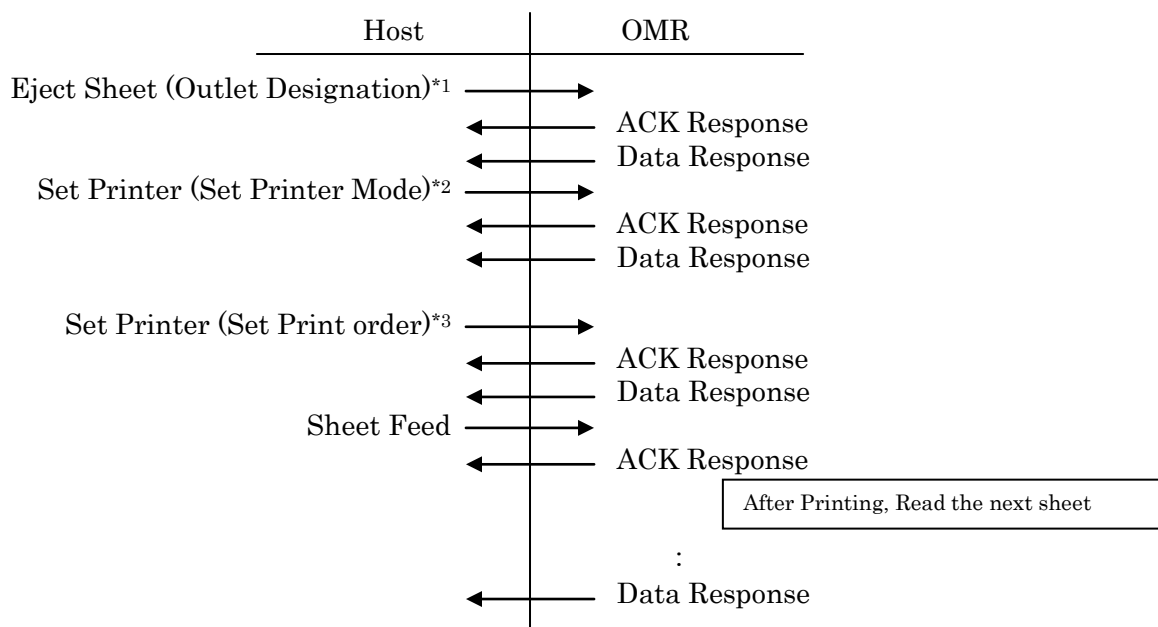 Host OMR
Eject Sheet (Outlet Designation)*1
ACK Response
Data Response
Set Printer (Set Printer Mode)*2
ACK Response
Data Response
Set Printer (Set Print order)*3
ACK Response
Data Response
Sheet Feed
ACK Response
After Printing, Read the next sheet
:
Data Response